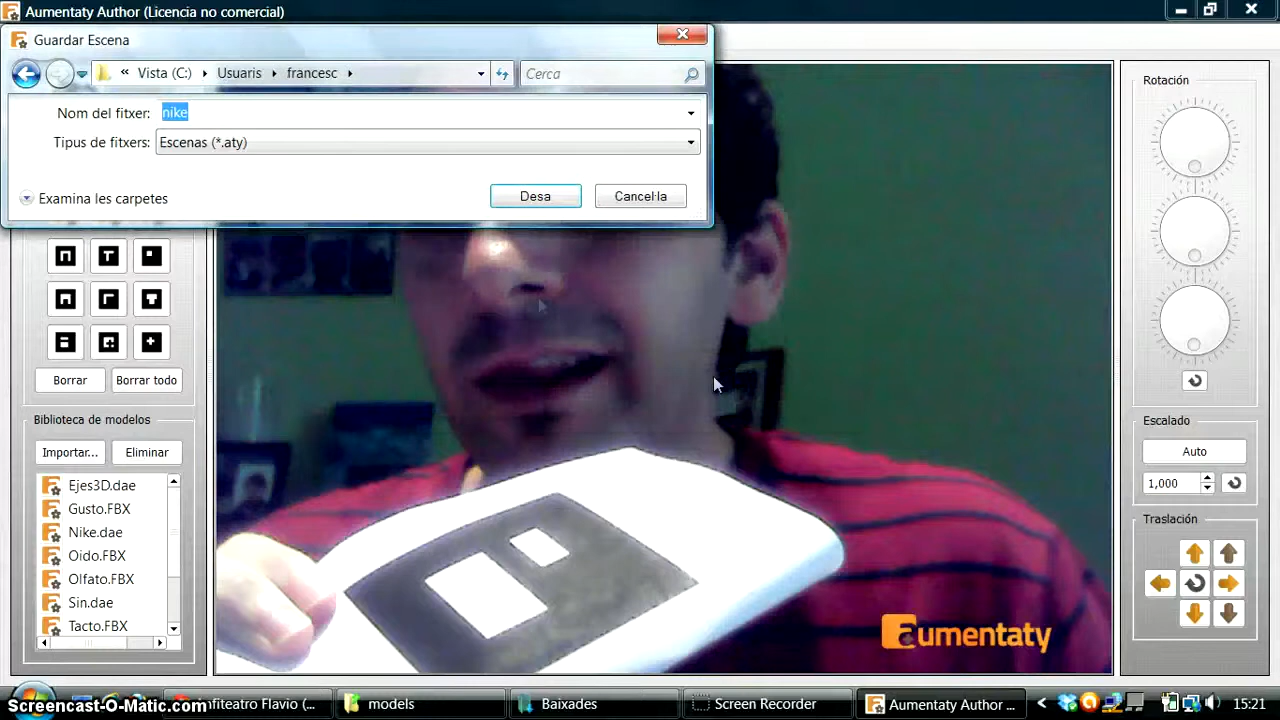 Aumentaty Author (Licencia no comercial)
Guardar Escena
« Vista (C:) Usuaris francesc
Cerca
Nom del fitxer: nike
Tipus de fitxers: Escenas (*.aty)
Examina les carpetes
Desa
Cancel·la
Borrar
Borrar todo
Biblioteca de modelos
Importar...
Eliminar
Ejes3D.dae
Gusto.FBX
Nike.dae
Oido.FBX
Olfato.FBX
Sin.dae
Tacto.FBX
aumentaty
Rotación
Escalado
Auto
1,000
Traslación
nfiteatro Flavio (...
models
Baixades
Screen Recorder
Aumentaty Author ...
15:21
Screencast-O-Matic.com